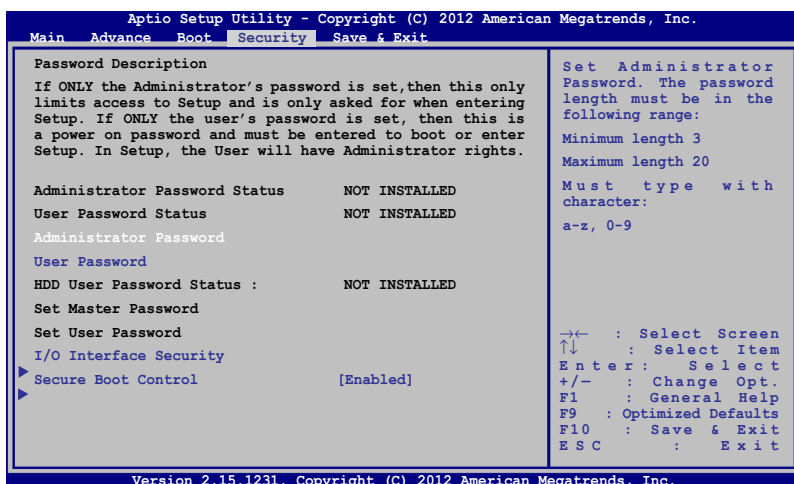 Aptio Setup Utility - Copyright (C) 2012 American Megatrends, Inc.
Main Advance Boot Security Save & Exit
Password Description
If ONLY the Administrator's password is set,then this only
limits access to Setup and is only asked for when entering
Setup. If ONLY the user's password is set, then this is
a power on password and must be entered to boot or enter
Setup. In Setup, the User will have Administrator rights.
Administrator Password Status NOT INSTALLED
User Password Status NOT INSTALLED
Administrator Password
User Password
HDD User Password Status : NOT INSTALLED
Set Master Password
Set User Password
I/O Interface Security
Secure Boot Control [Enabled]
Set Administrator
Password. The password
length must be in the
following range:
Minimum length 3
Maximum length 20
Must type with
character:
a-z, 0-9
→← : Select Screen
↑↓ : Select Item
Enter: Select
+/— : Change Opt.
F1 : General Help
F9 : Optimized Defaults
F10 : Save & Exit
ESC : Exit
Version 2.15.1231. Copyright (C) 2012 American Megatrends, Inc.